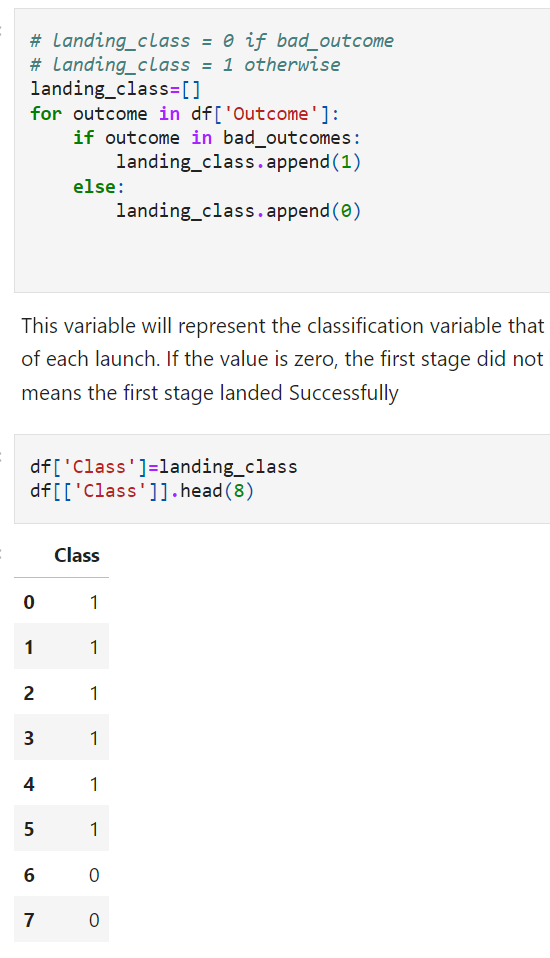 # landing_class = 0 if bad_outcome
# landing_class = 1 otherwise
landing_class=[]
for outcome in df['Outcome']:
    if outcome in bad_outcomes:
        landing_class.append(1)
    else:
        landing_class.append(0)
This variable will represent the classification variable that
of each launch. If the value is zero, the first stage did not
means the first stage landed Successfully
df['Class']=landing_class
df[['Class']].head(8)
Class
0 1
1 1
2 1
3 1
4 1
5 1
6 0
7 0